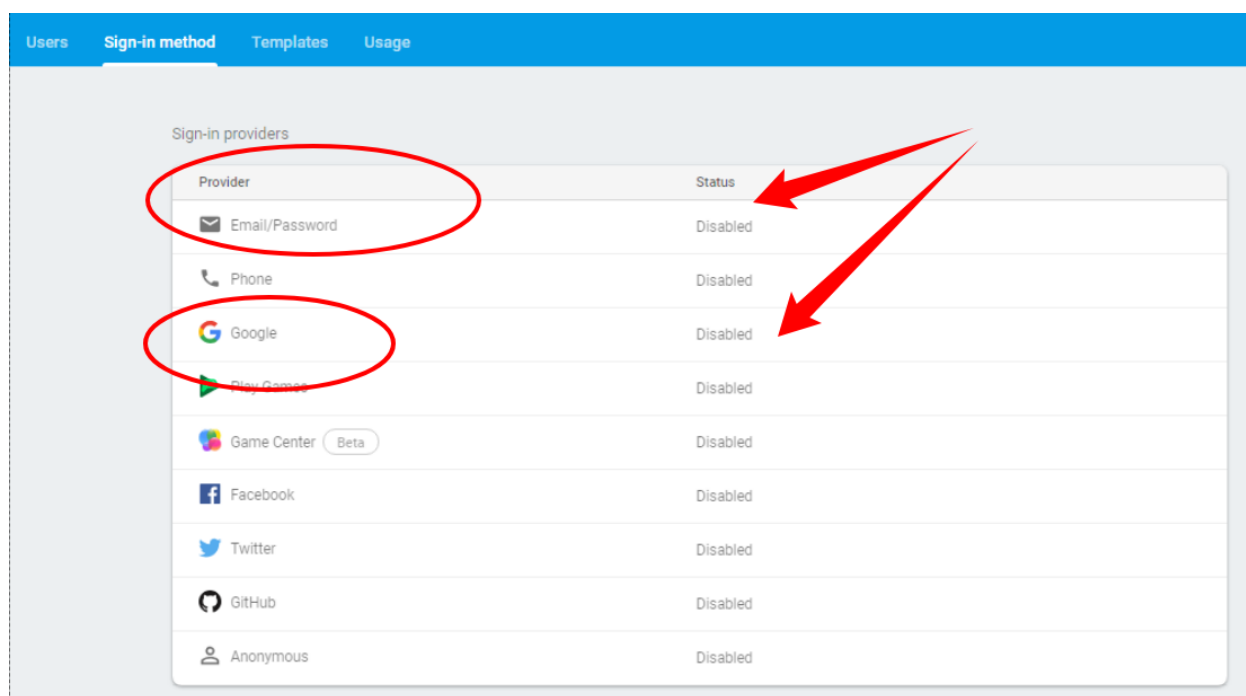 Users Sign-in method Templates Usage
Sign-in providers
Provider Status
Email/Password Disabled
Phone Disabled
Google Disabled
Play Games Disabled
Game Center Beta Disabled
Facebook Disabled
Twitter Disabled
GitHub Disabled
Anonymous Disabled